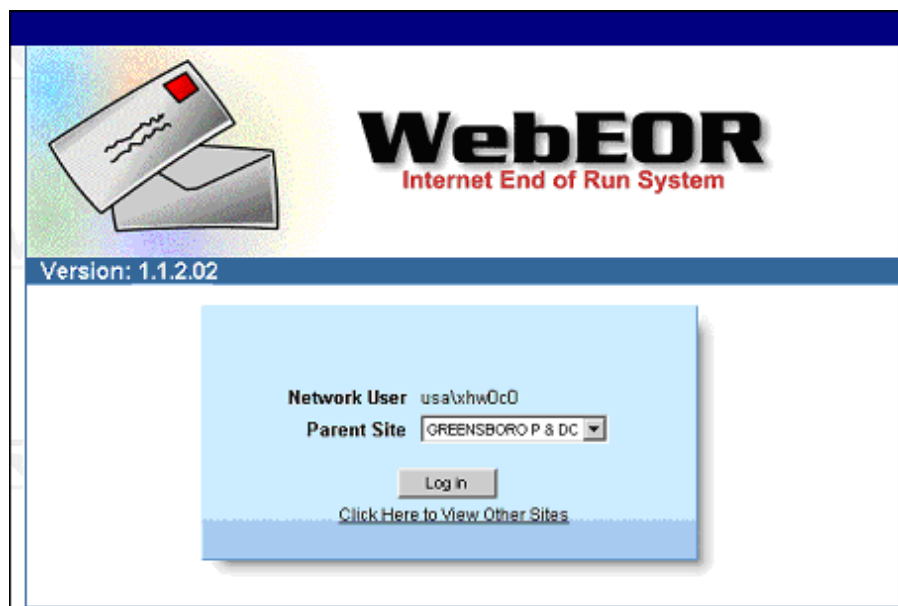 WebEOR
Internet End of Run System
Version: 1.1.2.02
Network User usa\xhw0c0
Parent Site GREENSBORO P & DC
Log in
Click Here to View Other Sites